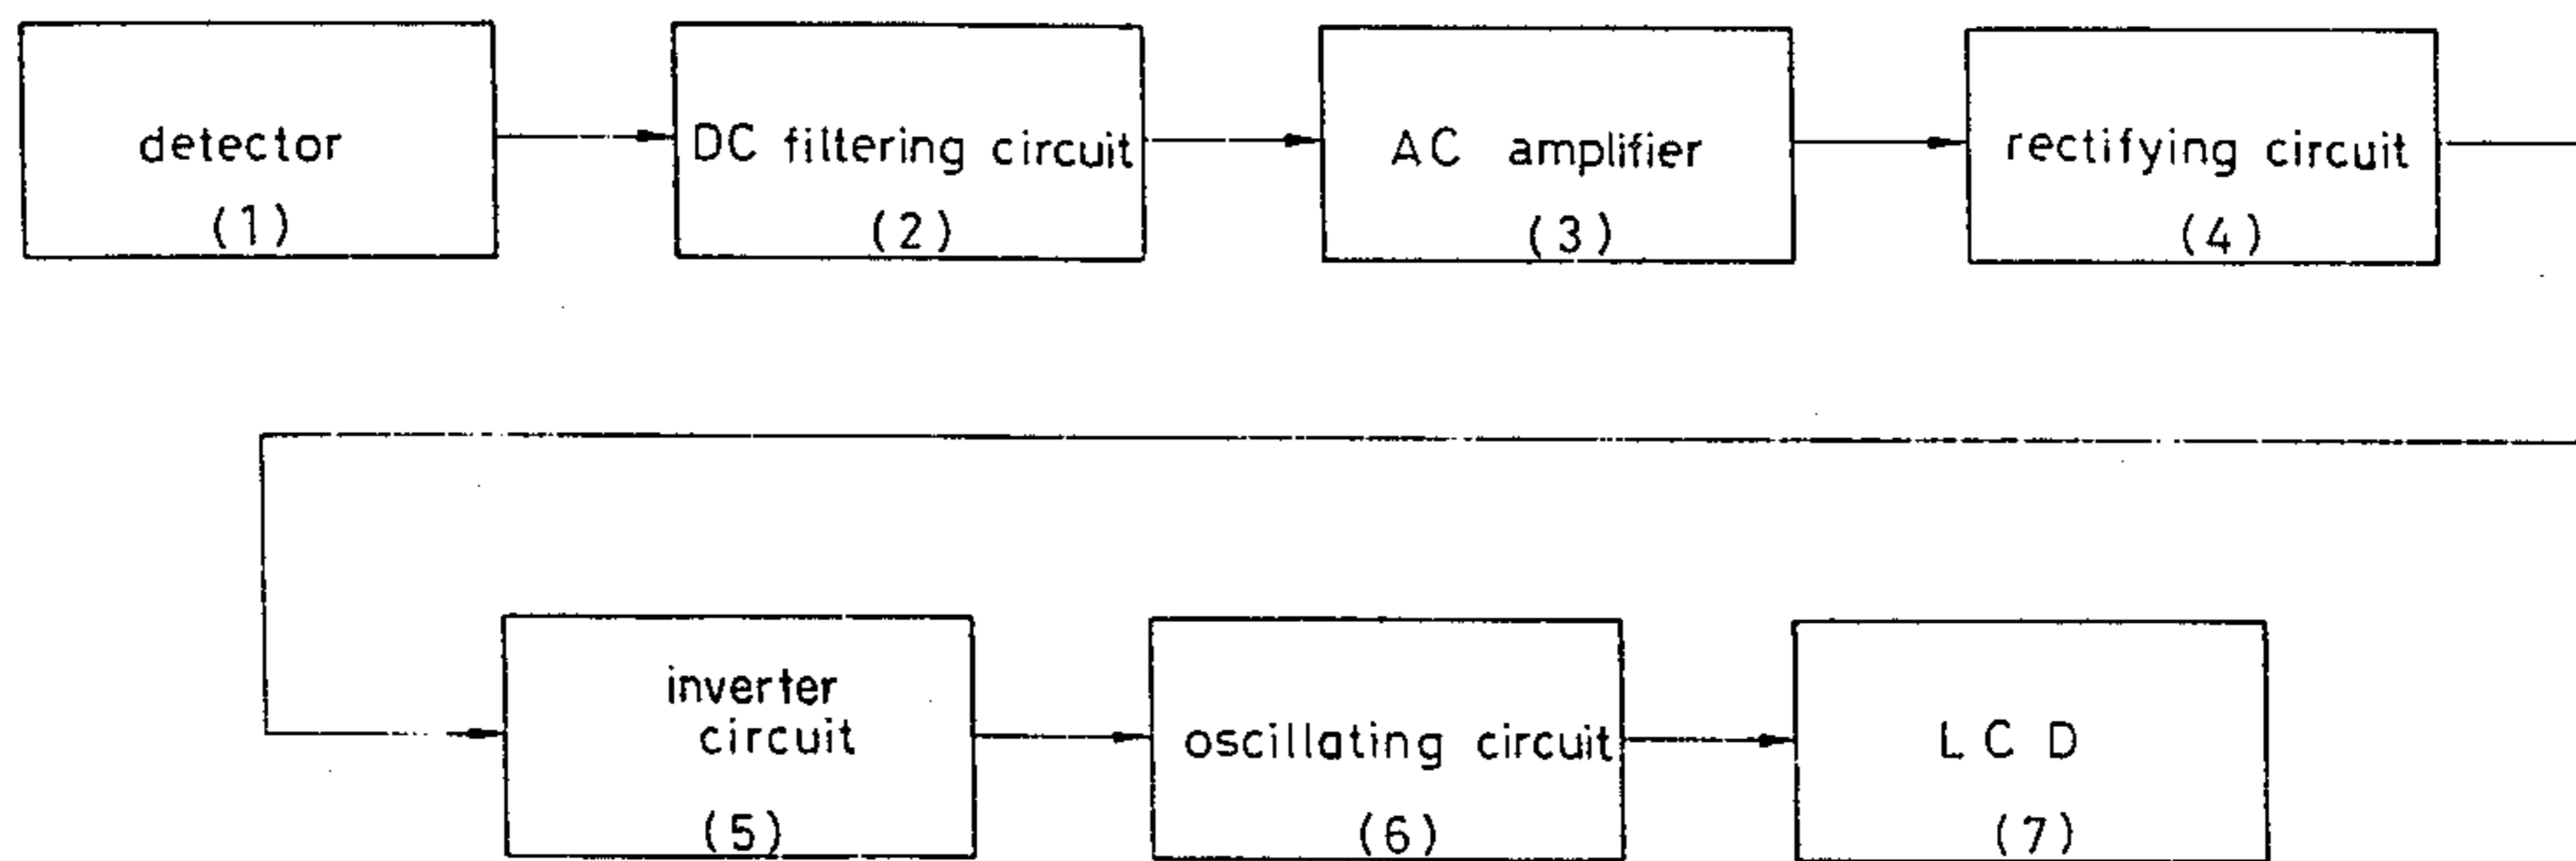 detector
(1)
DC filtering circuit
(2)
AC amplifier
(3)
rectifying circuit
(4)
inverter
circuit
(5)
oscillating circuit
(6)
LCD
(7)